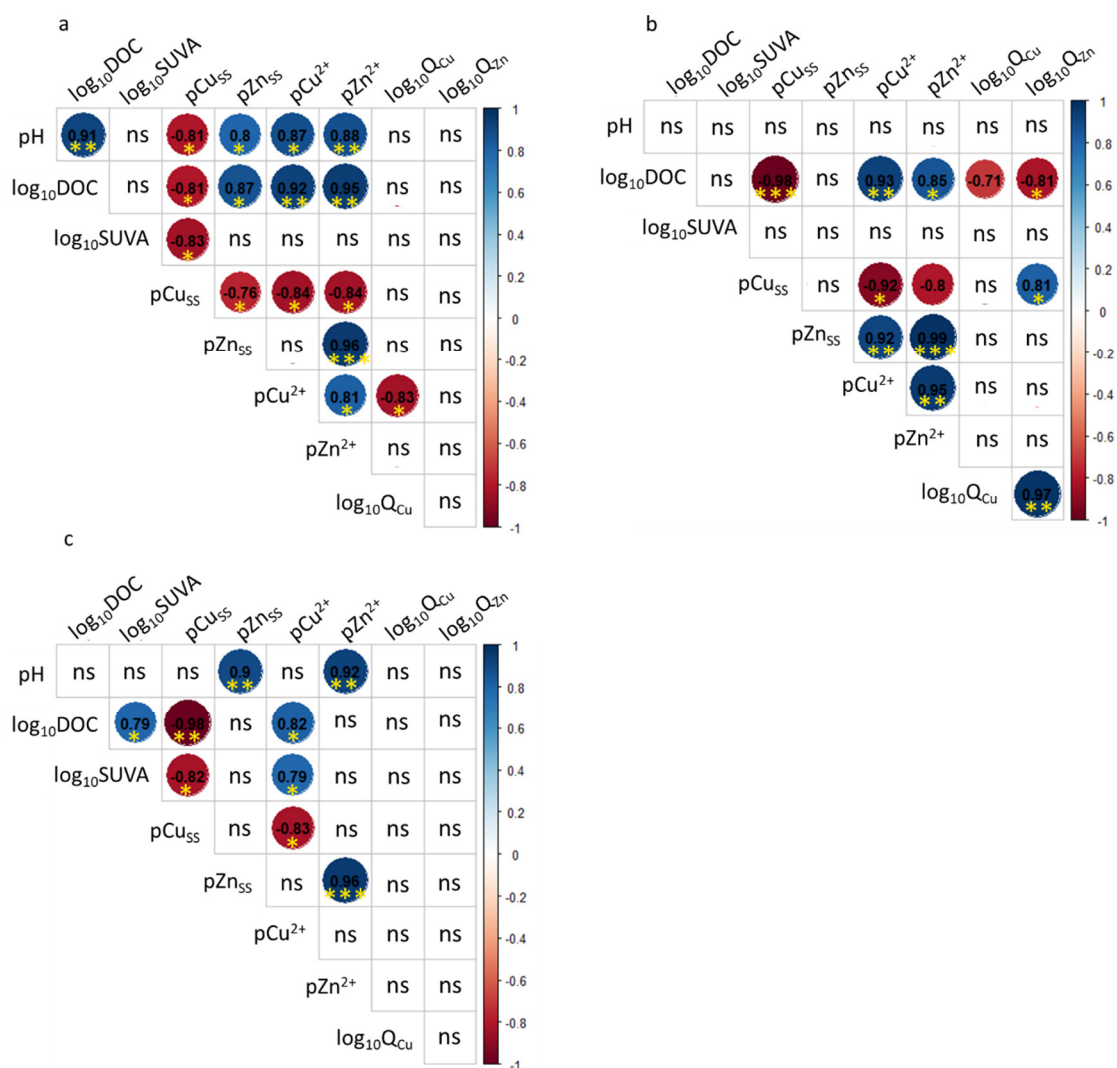 a
log₁₀DOC log₁₀SUVA pCuSS pZnSS pCu²⁺ pZn²⁺ log₁₀QCu log₁₀QZn
pH 0.91 ** ns -0.81 * 0.8 * 0.87 * 0.88 ** ns ns
log₁₀DOC ns -0.81 * 0.87 * 0.92 ** 0.95 ** ns ns
log₁₀SUVA -0.83 * ns ns ns ns ns
pCuSS -0.76 * -0.84 * -0.84 * ns ns
pZnSS ns 0.96 *** ns ns
pCu²⁺ 0.81 * -0.83 * ns
pZn²⁺ ns ns
log₁₀QCu ns
1
0.8
0.6
0.4
0.2
0
-0.2
-0.4
-0.6
-0.8
-1
b
log₁₀DOC log₁₀SUVA pCuSS pZnSS pCu²⁺ pZn²⁺ log₁₀QCu log₁₀QZn
pH ns ns ns ns ns ns ns ns
log₁₀DOC ns -0.98 *** ns 0.93 ** 0.85 * -0.71 -0.81 *
log₁₀SUVA ns ns ns ns ns ns
pCuSS ns -0.92 * -0.8 ns 0.81 *
pZnSS 0.92 ** 0.99 *** ns ns
pCu²⁺ 0.95 ** ns ns
pZn²⁺ ns ns
log₁₀QCu 0.97 **
1
0.8
0.6
0.4
0.2
0
-0.2
-0.4
-0.6
-0.8
-1
c
log₁₀DOC log₁₀SUVA pCuSS pZnSS pCu²⁺ pZn²⁺ log₁₀QCu log₁₀QZn
pH ns ns ns 0.9 ** ns 0.92 ** ns ns
log₁₀DOC 0.79 * -0.98 ** ns 0.82 * ns ns ns
log₁₀SUVA -0.82 * ns 0.79 * ns ns ns
pCuSS ns -0.83 * ns ns ns
pZnSS ns 0.96 *** ns ns
pCu²⁺ ns ns ns
pZn²⁺ ns ns
log₁₀QCu ns
1
0.8
0.6
0.4
0.2
0
-0.2
-0.4
-0.6
-0.8
-1